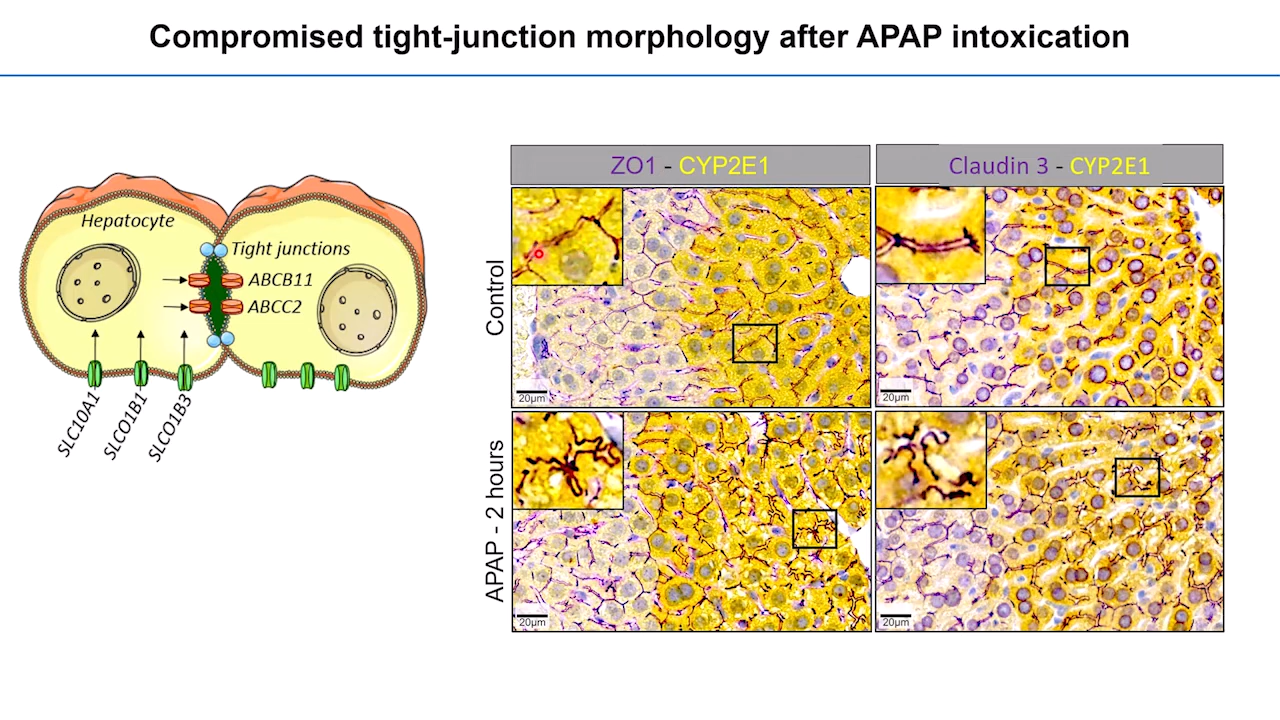 Compromised tight-junction morphology after APAP intoxication
Hepatocyte
Tight junctions
ABCB11
ABCC2
SLC10A1
SLCO1B1
SLCO1B3
ZO1 - CYP2E1
Claudin 3 - CYP2E1
Control
20µm
20µm
APAP - 2 hours
20µm
20µm